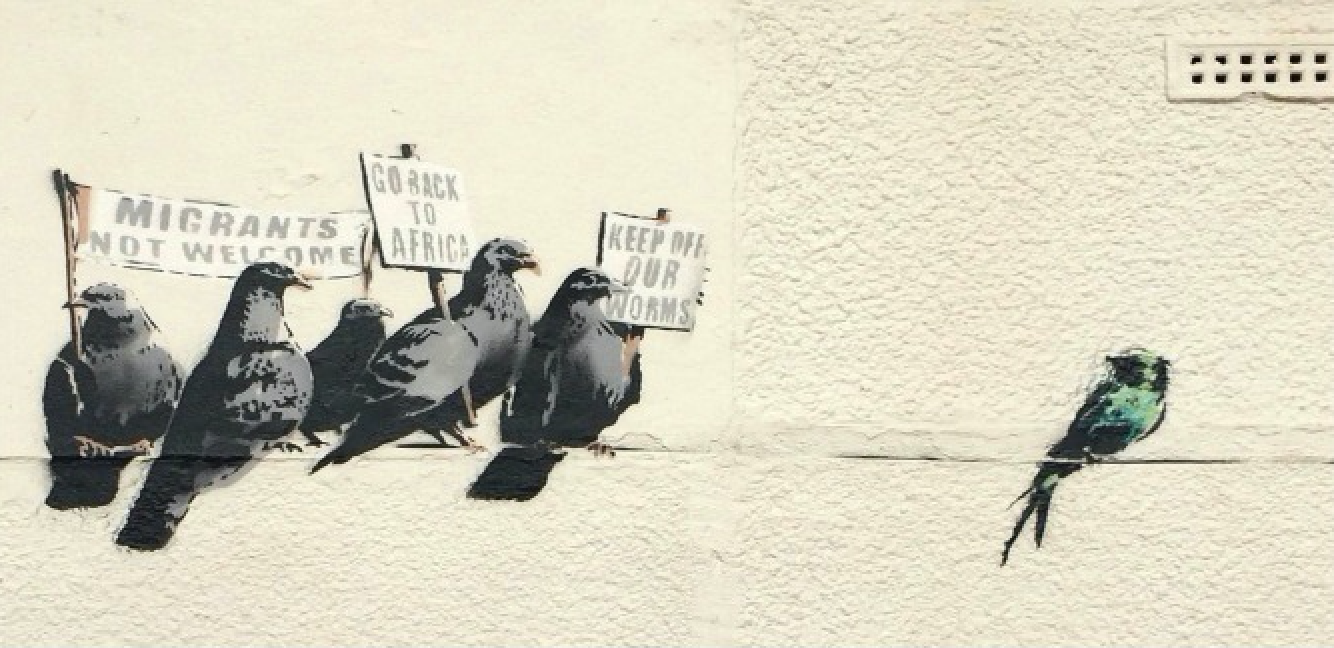 MIGRANTS
NOT WELCOME
GO BACK
TO
AFRICA
KEEP OFF
OUR
WORMS